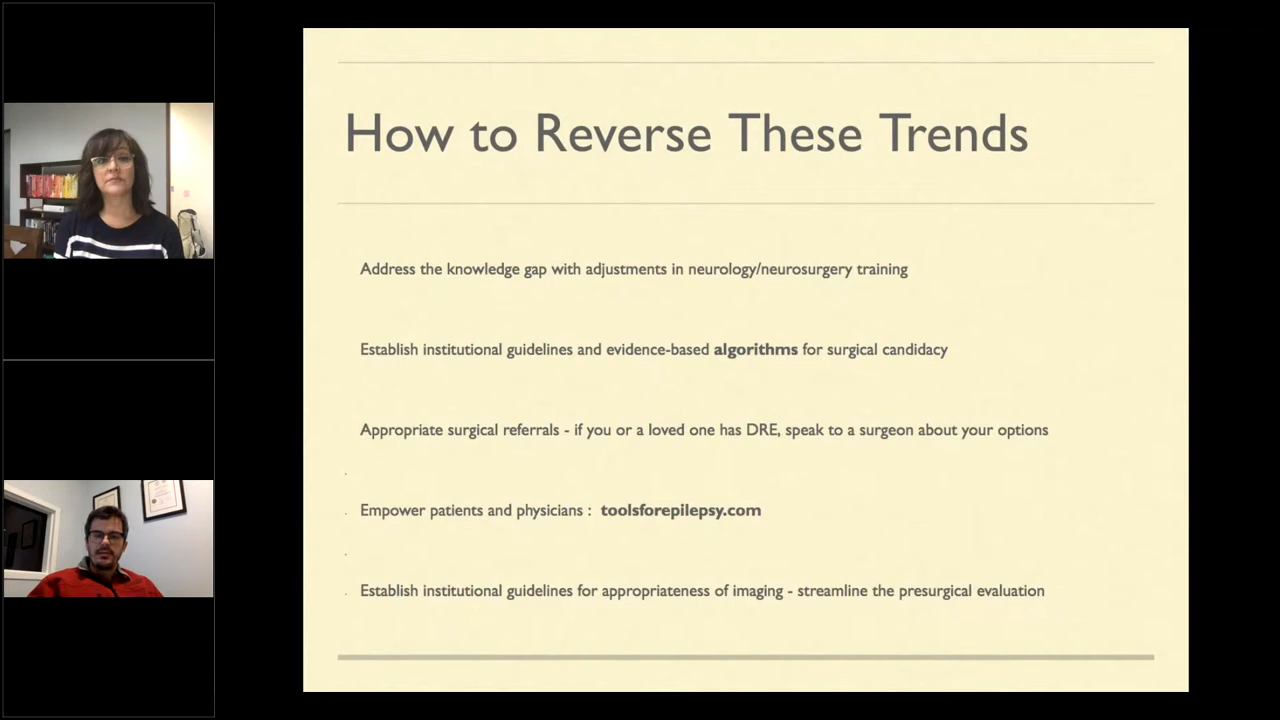 How to Reverse These Trends
Address the knowledge gap with adjustments in neurology/neurosurgery training
Establish institutional guidelines and evidence-based algorithms for surgical candidacy
Appropriate surgical referrals - if you or a loved one has DRE, speak to a surgeon about your options
Empower patients and physicians : toolsforepilepsy.com
Establish institutional guidelines for appropriateness of imaging - streamline the presurgical evaluation